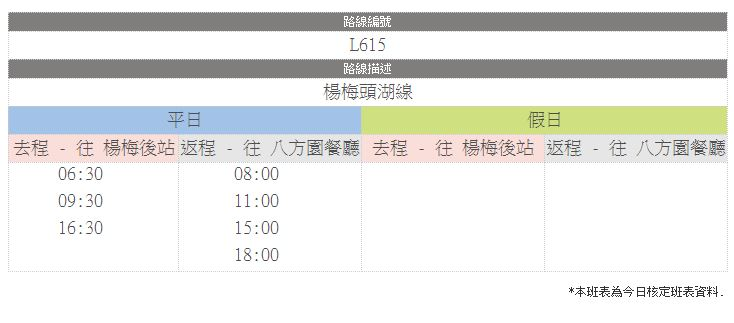 路線編號
L615
路線描述
楊梅頭湖線
平日 假日
去程 - 往 楊梅後站 返程 - 往 八方園餐廳 去程 - 往 楊梅後站 返程 - 往 八方園餐廳
06:30 08:00
09:30 11:00
16:30 15:00
18:00
*本班表為今日核定班表資料.